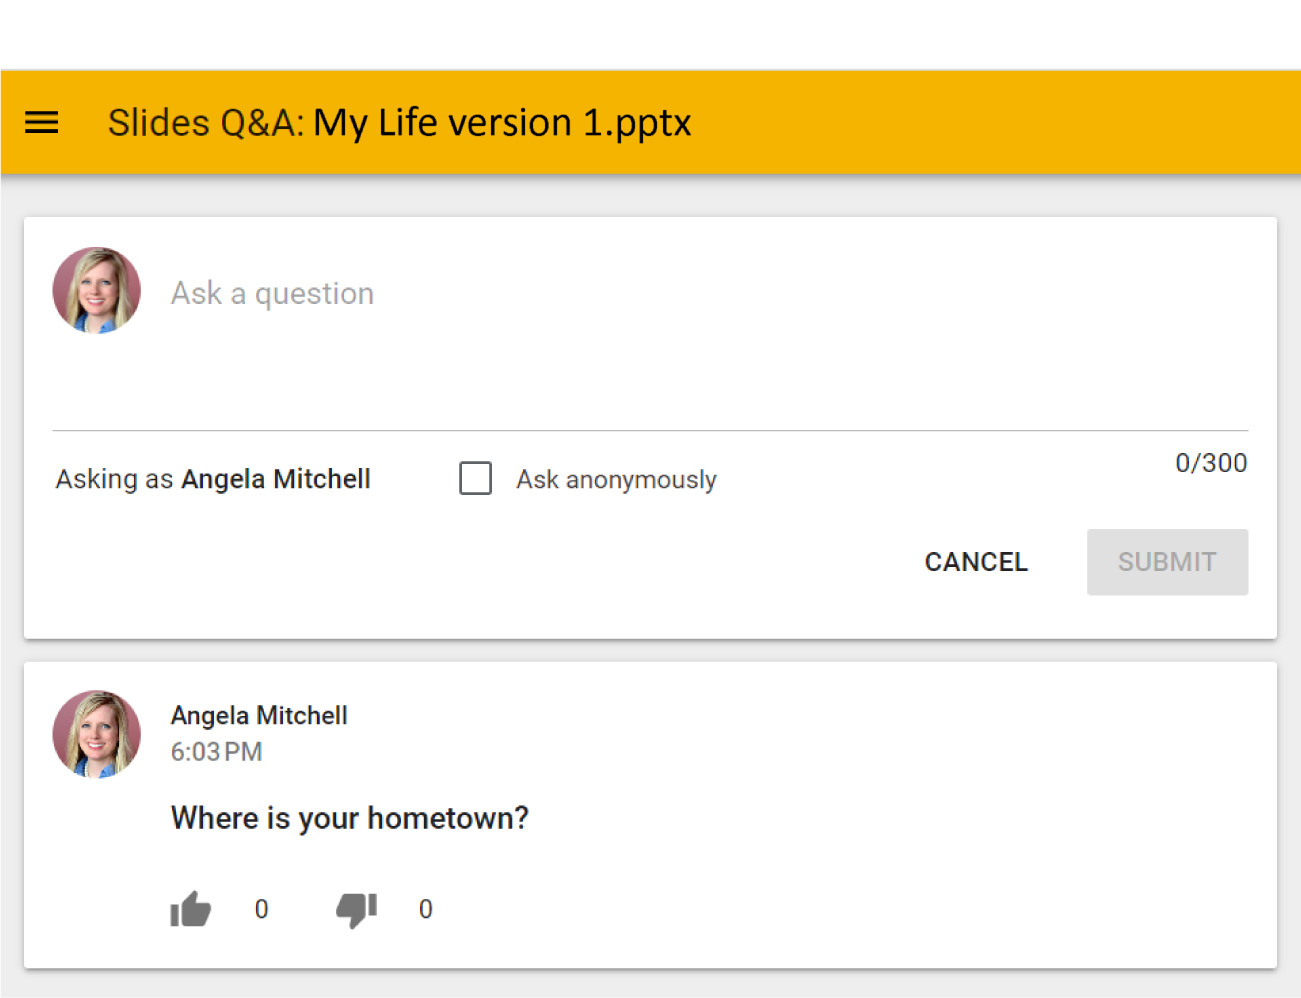 Slides Q&A: My Life version 1.pptx
Ask a question
Asking as Angela Mitchell
Ask anonymously
0/300
CANCEL
SUBMIT
Angela Mitchell
6:03 PM
Where is your hometown?
0
0